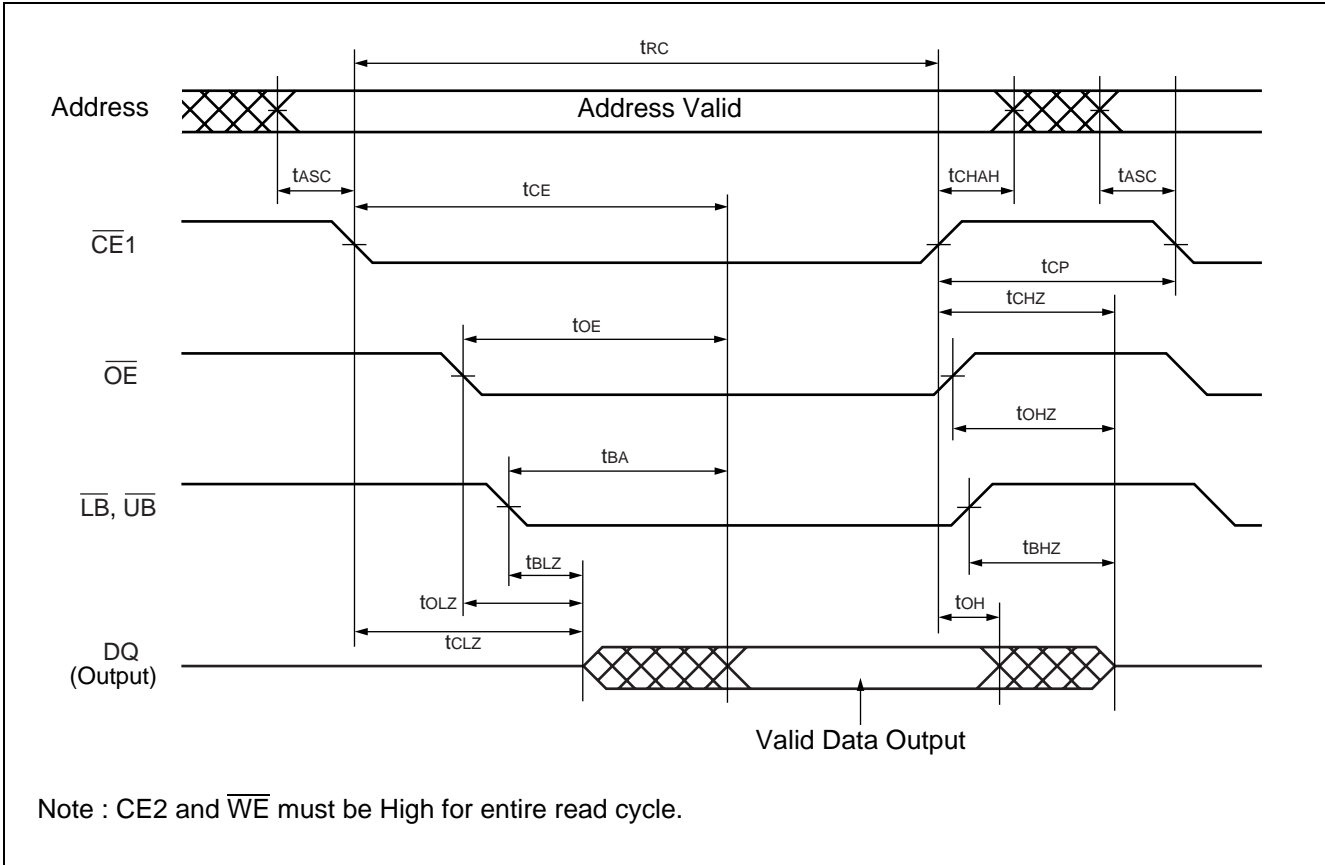 tRC
Address
Address Valid
tASC
tCE
tCHAH
tASC
CE1
tCP
tCHZ
tOE
OE
tOHZ
tBA
LB, UB
tBLZ
tBHZ
tOLZ
tOH
tCLZ
DQ
(Output)
Valid Data Output
Note : CE2 and WE must be High for entire read cycle.